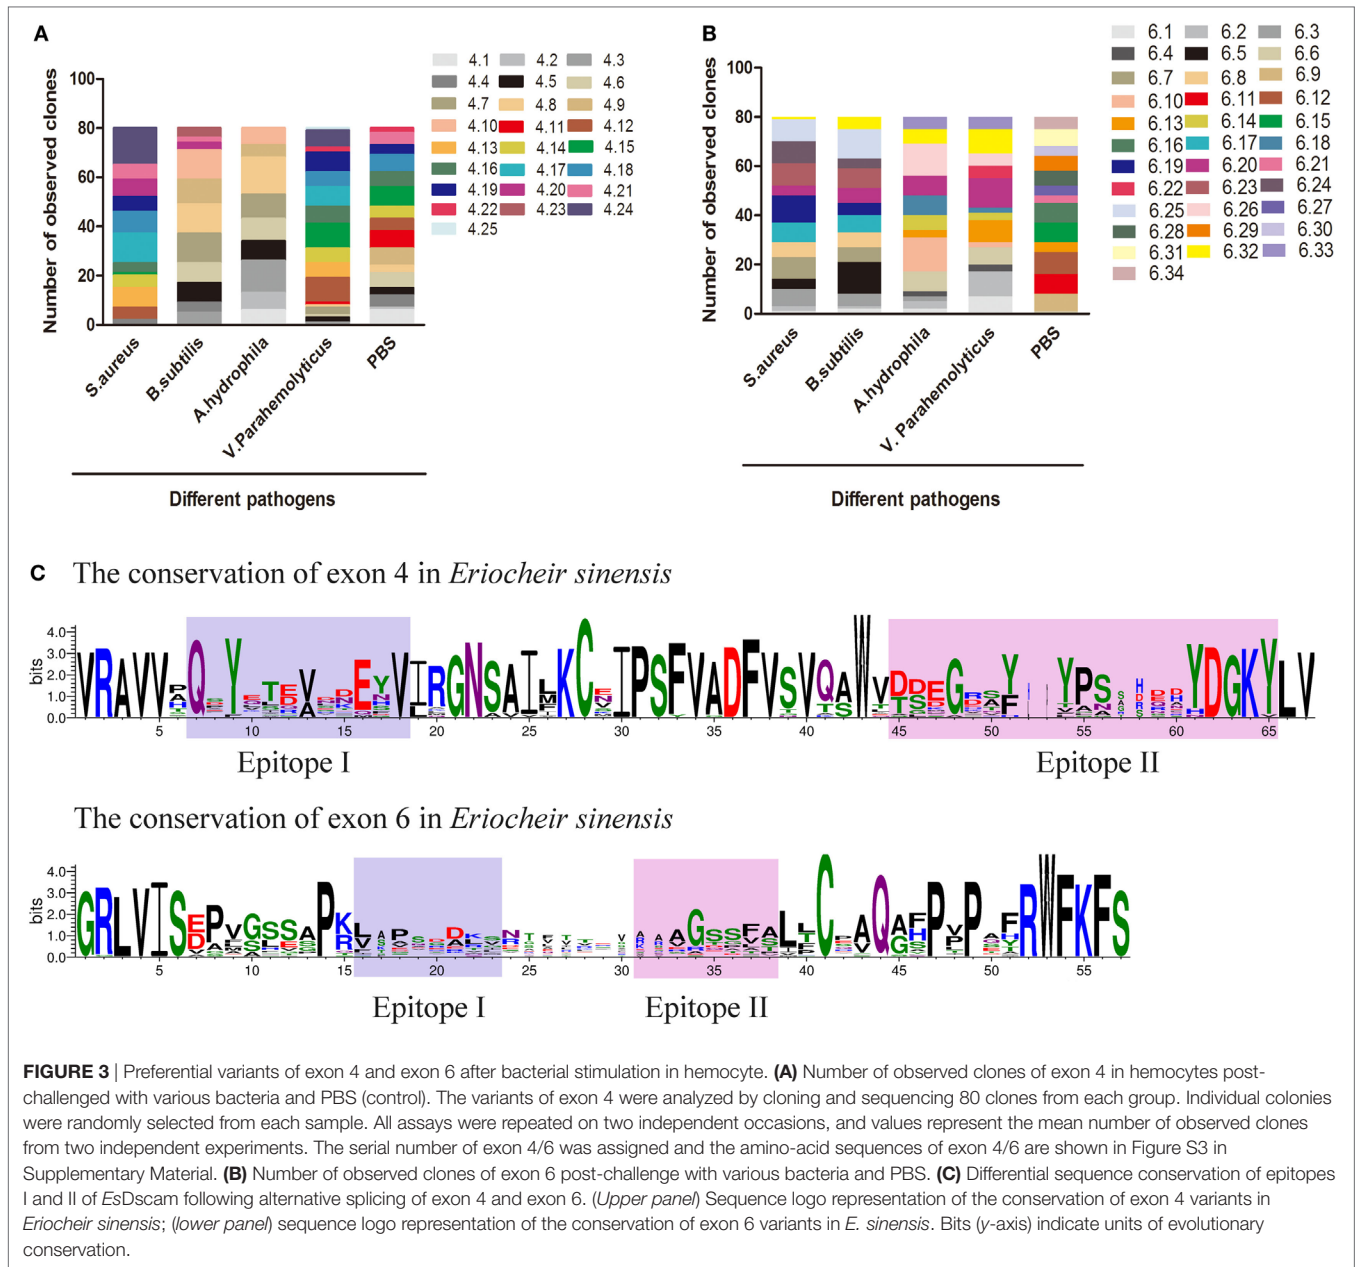 A
Number of observed clones
100
80
60
40
20
0
S.aureus
B.subtilis
A.hydrophila
V.Parahemolyticus
PBS
Different pathogens
4.1 4.2 4.3
4.4 4.5 4.6
4.7 4.8 4.9
4.10 4.11 4.12
4.13 4.14 4.15
4.16 4.17 4.18
4.19 4.20 4.21
4.22 4.23 4.24
4.25
B
Number of observed clones
100
80
60
40
20
0
S.aureus
B.subtilis
A.hydrophila
V. Parahemolyticus
PBS
Different pathogens
6.1 6.2 6.3
6.4 6.5 6.6
6.7 6.8 6.9
6.10 6.11 6.12
6.13 6.14 6.15
6.16 6.17 6.18
6.19 6.20 6.21
6.22 6.23 6.24
6.25 6.26 6.27
6.28 6.29 6.30
6.31 6.32 6.33
6.34
C The conservation of exon 4 in Eriocheir sinensis
bits
4.0
3.0
2.0
1.0
0.0
5 10 15 20 25 30 35 40 45 50 55 60 65
Epitope I Epitope II
The conservation of exon 6 in Eriocheir sinensis
bits
4.0
3.0
2.0
1.0
0.0
5 10 15 20 25 30 35 40 45 50 55
Epitope I Epitope II
FIGURE 3 | Preferential variants of exon 4 and exon 6 after bacterial stimulation in hemocyte. (A) Number of observed clones of exon 4 in hemocytes post-
challenged with various bacteria and PBS (control). The variants of exon 4 were analyzed by cloning and sequencing 80 clones from each group. Individual colonies
were randomly selected from each sample. All assays were repeated on two independent occasions, and values represent the mean number of observed clones
from two independent experiments. The serial number of exon 4/6 was assigned and the amino-acid sequences of exon 4/6 are shown in Figure S3 in
Supplementary Material. (B) Number of observed clones of exon 6 post-challenge with various bacteria and PBS. (C) Differential sequence conservation of epitopes
I and II of EsDscam following alternative splicing of exon 4 and exon 6. (Upper panel) Sequence logo representation of the conservation of exon 4 variants in
Eriocheir sinensis; (lower panel) sequence logo representation of the conservation of exon 6 variants in E. sinensis. Bits (y-axis) indicate units of evolutionary
conservation.